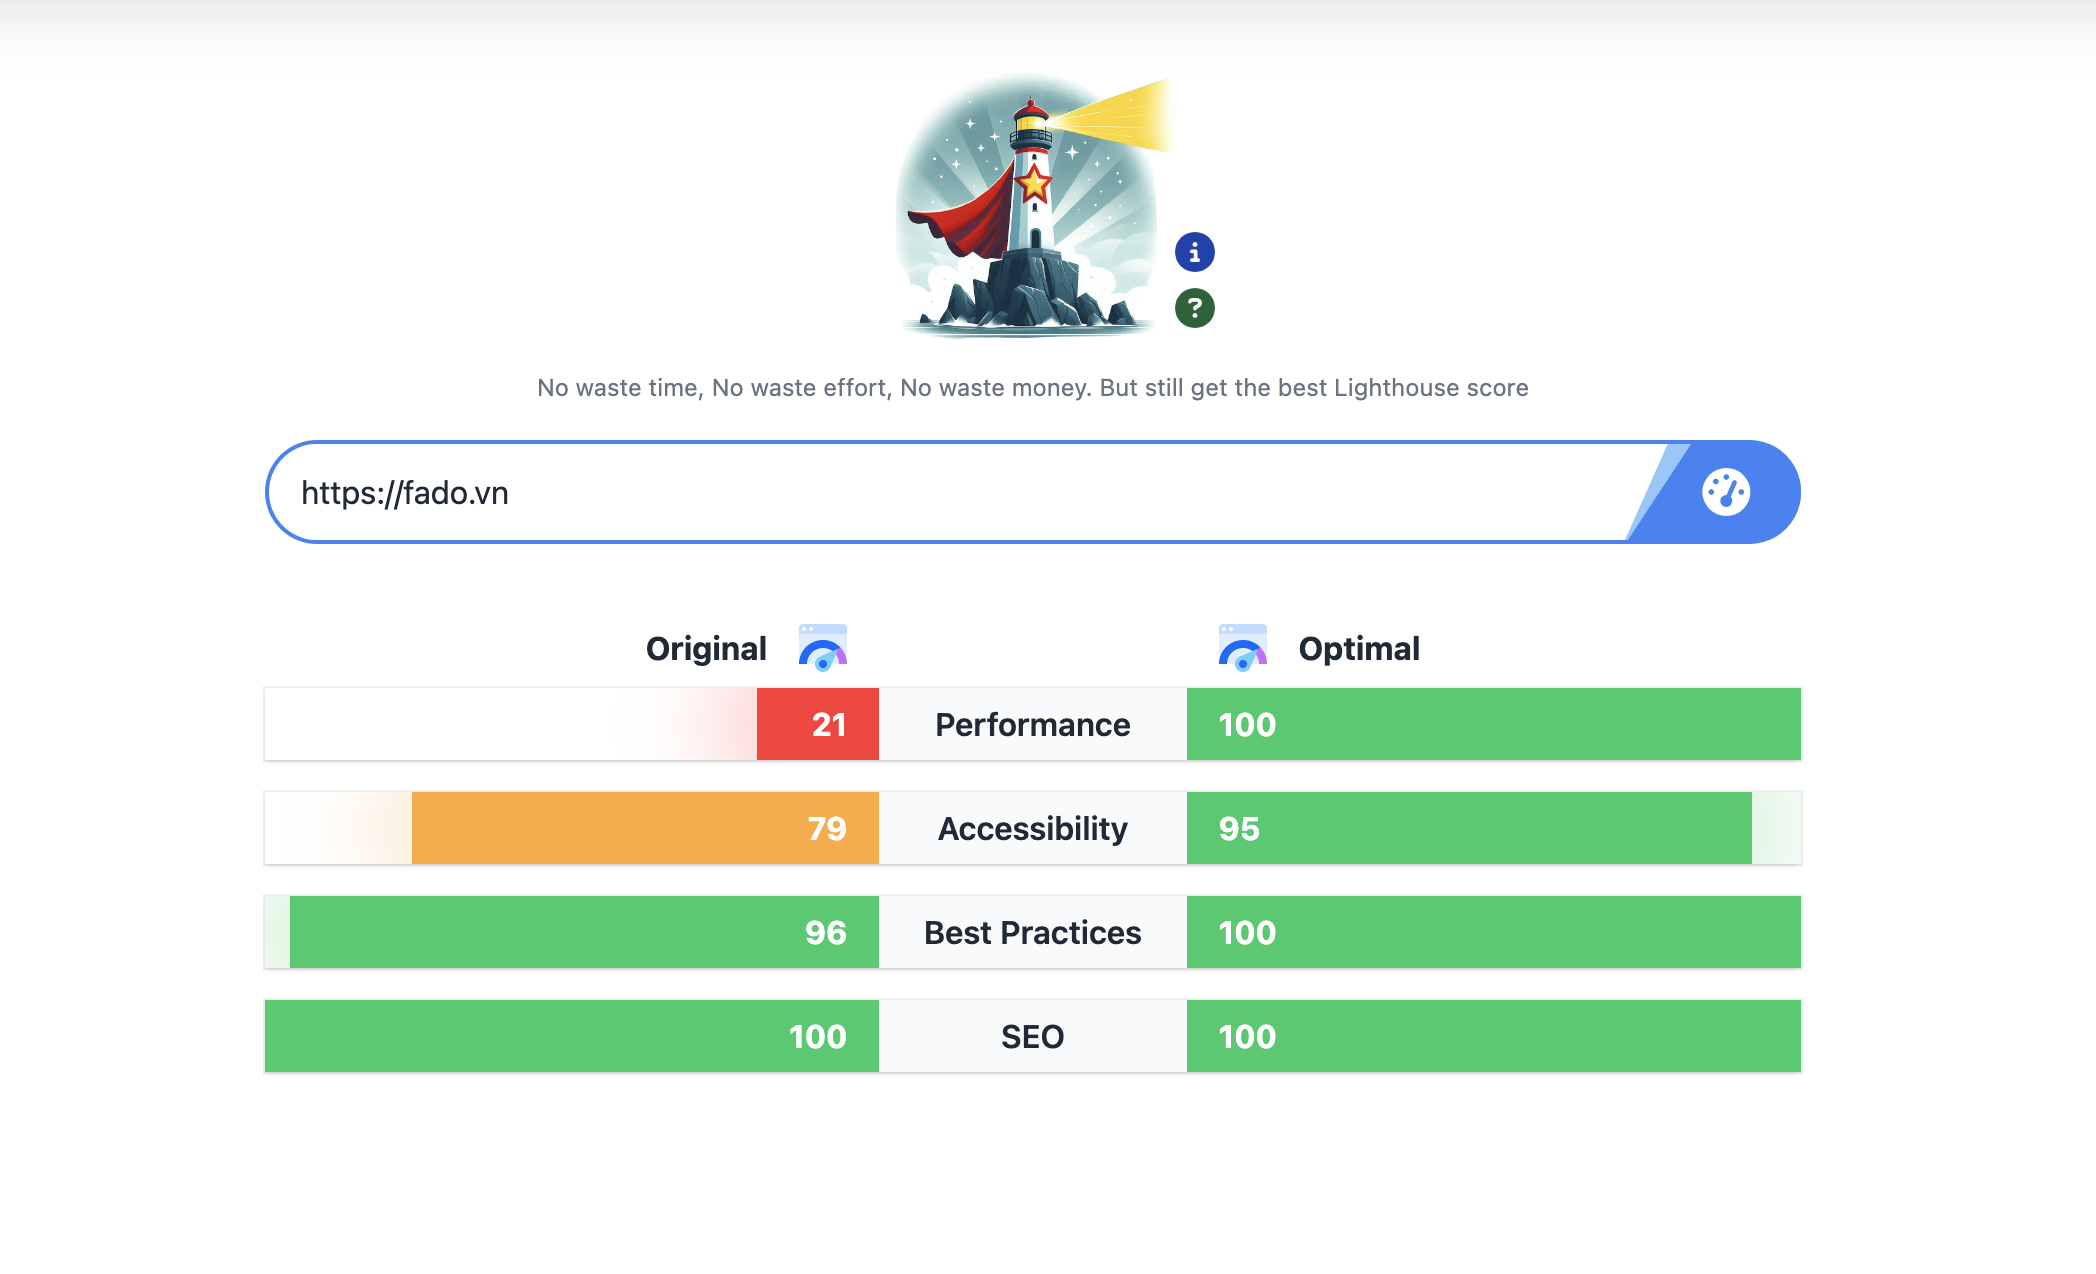 No waste time, No waste effort, No waste money. But still get the best Lighthouse score
https://fado.vn
Original Optimal
21 Performance 100
79 Accessibility 95
96 Best Practices 100
100 SEO 100